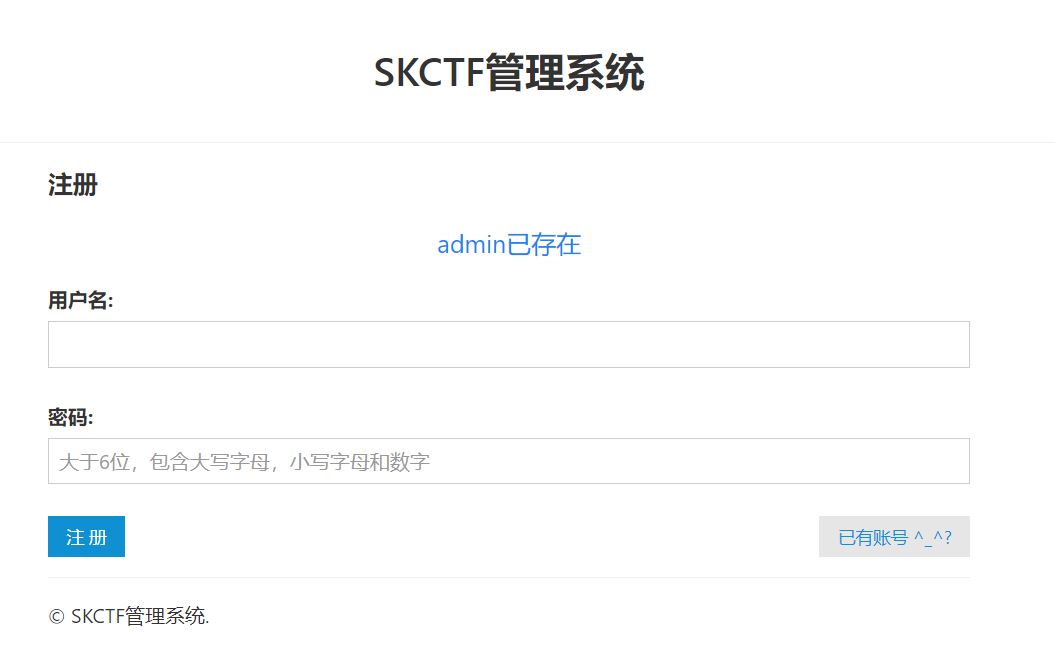 SKCTF管理系统
注册
admin已存在
用户名:
密码:
大于6位，包含大写字母，小写字母和数字
注 册
已有账号 ^_^?
© SKCTF管理系统.